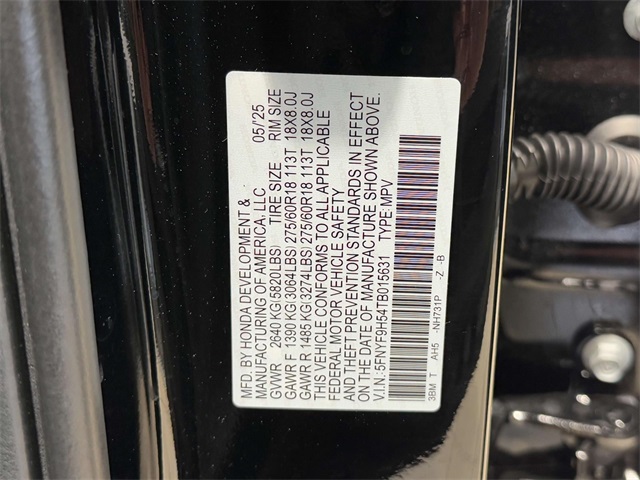 MFD. BY HONDA DEVELOPMENT &
MANUFACTURING OF AMERICA, LLC 05/'25
GVWR 2640 KG(5820LBS) TIRE SIZE RIM SIZE
GAWR F 1390 KG(3064LBS) 275/60R18 113T 18X8.0J
GAWR R 1485 KG(3274LBS) 275/60R18 113T 18X8.0J
THIS VEHICLE CONFORMS TO ALL APPLICABLE
FEDERAL MOTOR VEHICLE SAFETY
AND THEFT PREVENTION STANDARDS IN EFFECT
ON THE DATE OF MANUFACTURE SHOWN ABOVE.
V.I.N.: 5FNYF9H54TB015631 TYPE: MPV
3BM T AH5 -NH731P -Z -B